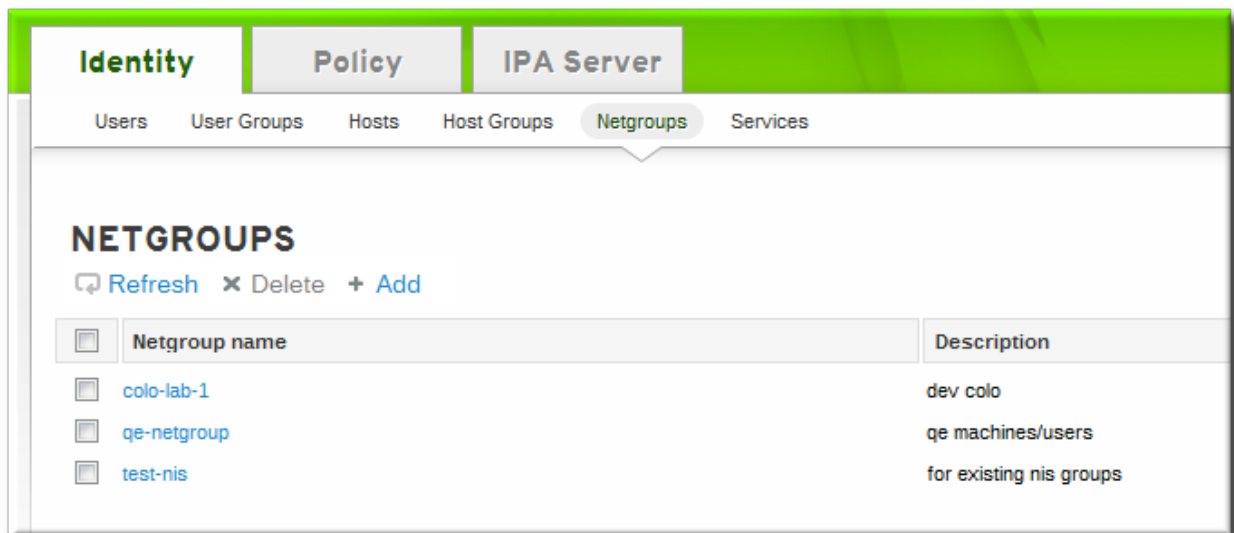 Identity Policy IPA Server
Users User Groups Hosts Host Groups Netgroups Services
NETGROUPS
Refresh Delete + Add
Netgroup name Description
colo-lab-1 dev colo
qe-netgroup qe machines/users
test-nis for existing nis groups